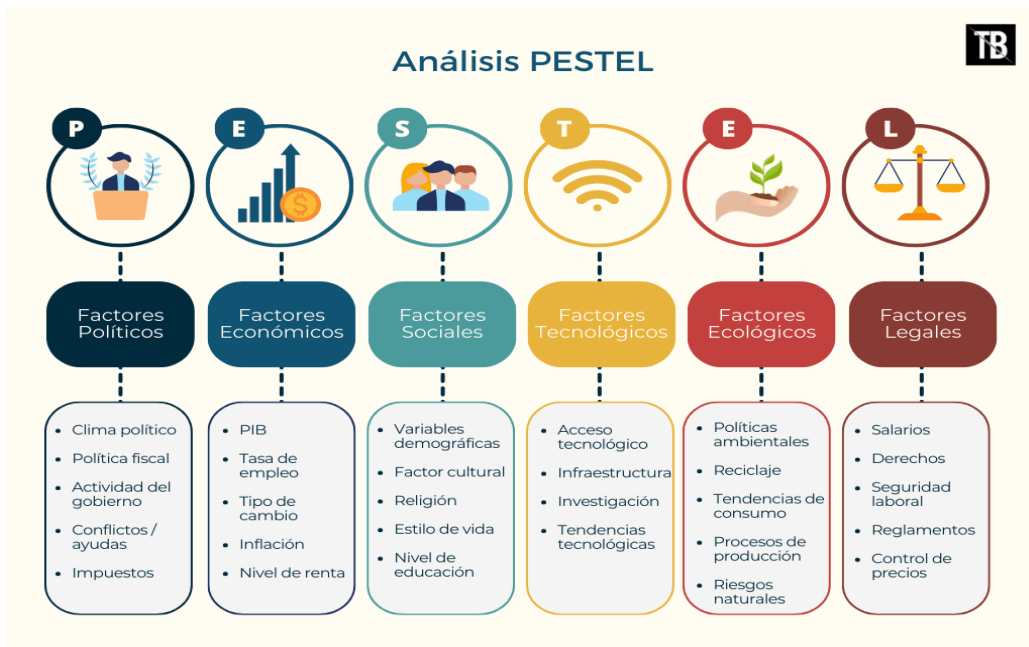 Análisis PESTEL
TB
P
E
S
T
E
L
$
Factores
Políticos
Factores
Económicos
Factores
Sociales
Factores
Tecnológicos
Factores
Ecológicos
Factores
Legales
• Clima político
• Política fiscal
• Actividad del
gobierno
• Conflictos /
ayudas
• Impuestos
• PIB
• Tasa de
empleo
• Tipo de
cambio
• Inflación
• Nivel de renta
• Variables
demográficas
• Factor cultural
• Religión
• Estilo de vida
• Nivel de
educación
• Acceso
tecnológico
• Infraestructura
• Investigación
• Tendencias
tecnológicas
• Políticas
ambientales
• Reciclaje
• Tendencias de
consumo
• Procesos de
producción
• Riesgos
naturales
• Salarios
• Derechos
• Seguridad
laboral
• Reglamentos
• Control de
precios